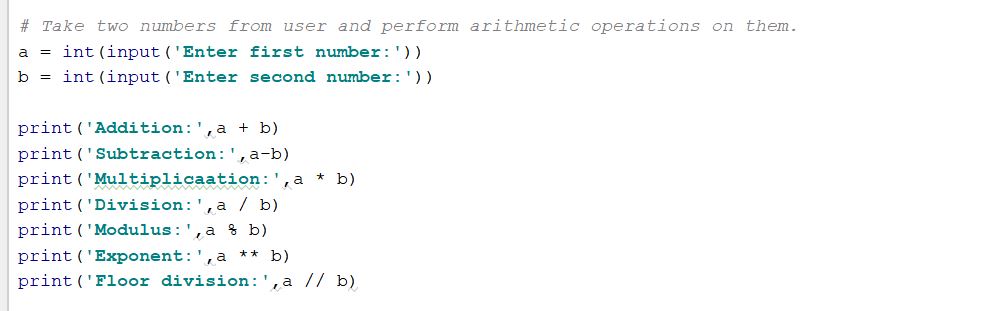 # Take two numbers from user and perform arithmetic operations on them.
a = int(input('Enter first number:'))
b = int(input('Enter second number:'))
print('Addition:',a + b)
print('Subtraction:',a-b)
print('Multiplicaation:',a * b)
print('Division:',a / b)
print('Modulus:',a % b)
print('Exponent:',a ** b)
print('Floor division:',a // b)